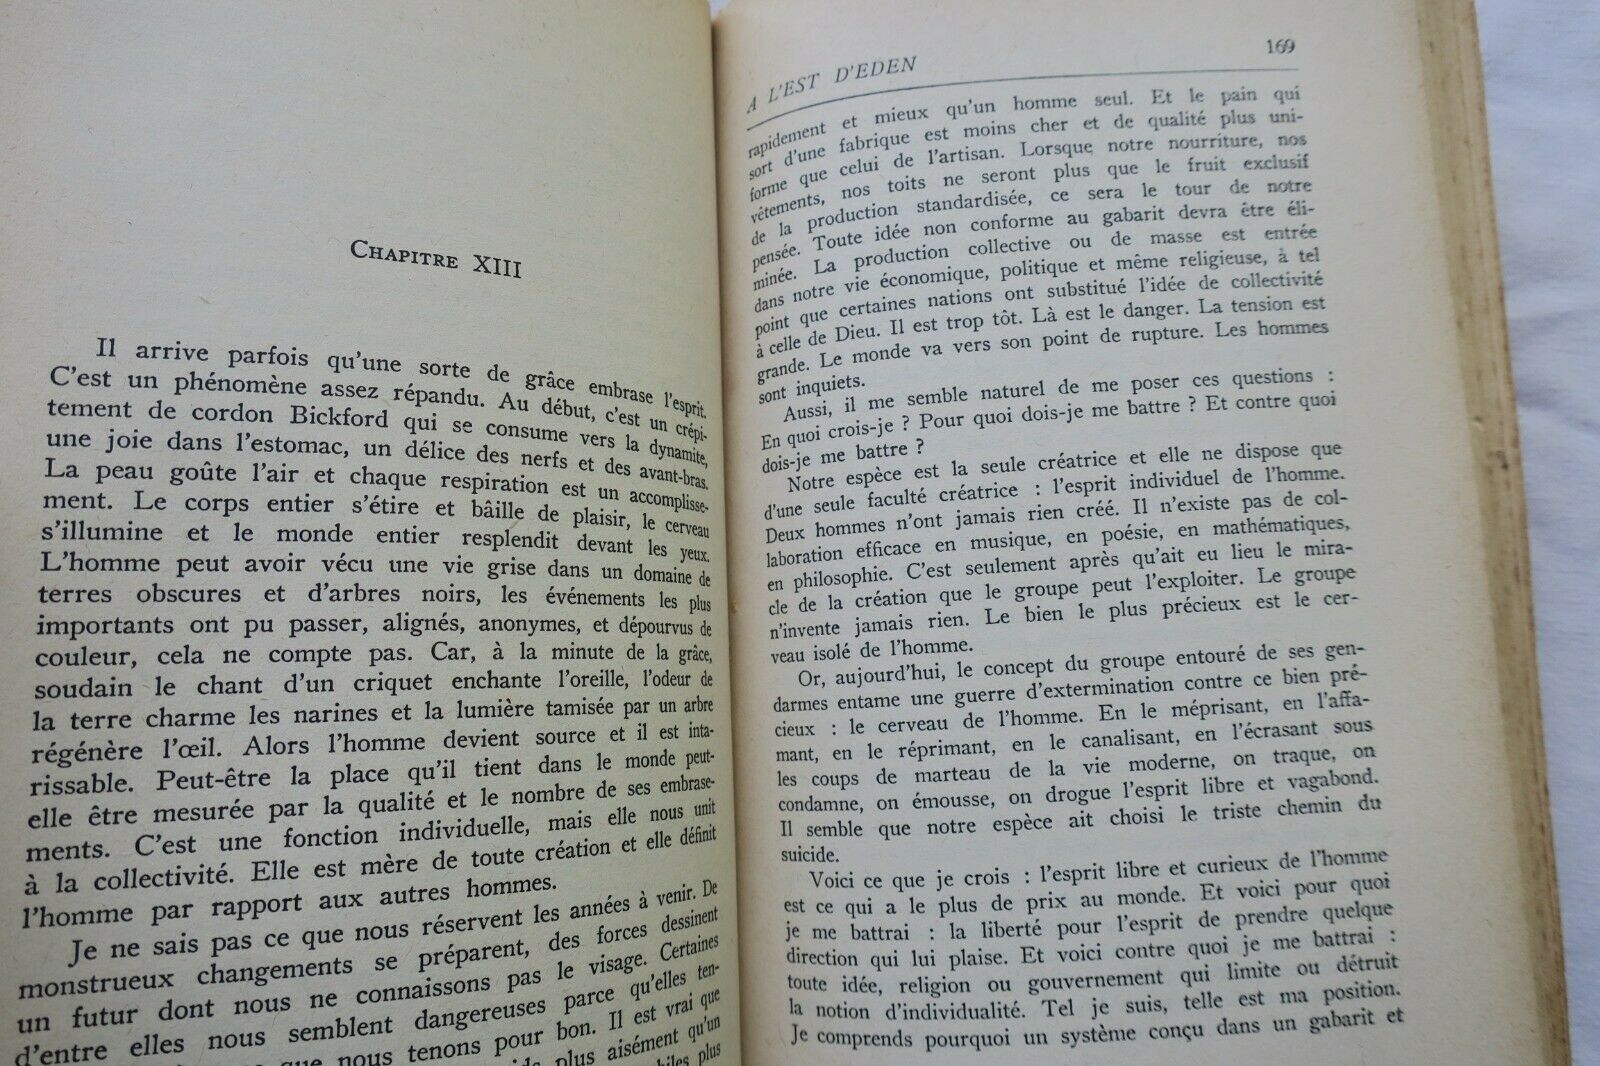 CHAPITRE XIII
Il arrive parfois qu'une sorte de grâce embrase l'esprit.
C'est un phénomène assez répandu. Au début, c'est un crépi-
tement de cordon Bickford qui se consume vers la dynamite,
une joie dans l'estomac, un délice des nerfs et des avant-bras.
La peau goûte l'air et chaque respiration est un accomplisse-
ment. Le corps entier s'étire et bâille de plaisir, le cerveau
s'illumine et le monde entier resplendit devant les yeux.
L'homme peut avoir vécu une vie grise dans un domaine de
terres obscures et d'arbres noirs, les événements les plus
importants ont pu passer, alignés, anonymes, et dépourvus de
couleur, cela ne compte pas. Car, à la minute de la grâce,
soudain le chant d'un criquet enchante l'oreille, l'odeur de
la terre charme les narines et la lumière tamisée par un arbre
régénère l'œil. Alors l'homme devient source et il est inta-
rissable. Peut-être la place qu'il tient dans le monde peut-
elle être mesurée par la qualité et le nombre de ses embrase-
ments. C'est une fonction individuelle, mais elle nous unit
à la collectivité. Elle est mère de toute création et elle définit
l'homme par rapport aux autres hommes.
Je ne sais pas ce que nous réservent les années à venir. De
monstrueux changements se préparent, des forces dessinent
un futur dont nous ne connaissons pas le visage. Certaines
d'entre elles nous semblent dangereuses parce qu'elles ten-
que nous tenons pour bon. Il est vrai que
plus aisément qu'un
plus
A L'EST D'EDEN
169
rapidement et mieux qu'un homme seul. Et le pain qui
sort d'une fabrique est moins cher et de qualité plus uni-
forme que celui de l'artisan. Lorsque notre nourriture, nos
vêtements, nos toits ne seront plus que le fruit exclusif
de la production standardisée, ce sera le tour de notre
pensée. Toute idée non conforme au gabarit devra être éli-
minée. La production collective ou de masse est entrée
dans notre vie économique, politique et même religieuse, à tel
point que certaines nations ont substitué l'idée de collectivité
à celle de Dieu. Il est trop tôt. Là est le danger. La tension est
grande. Le monde va vers son point de rupture. Les hommes
sont inquiets.
Aussi, il me semble naturel de me poser ces questions :
En quoi crois-je ? Pour quoi dois-je me battre ? Et contre quoi
dois-je me battre ?
Notre espèce est la seule créatrice et elle ne dispose que
d'une seule faculté créatrice : l'esprit individuel de l'homme.
Deux hommes n'ont jamais rien créé. Il n'existe pas de col-
laboration efficace en musique, en poésie, en mathématiques,
en philosophie. C'est seulement après qu'ait eu lieu le mira-
cle de la création que le groupe peut l'exploiter. Le groupe
n'invente jamais rien. Le bien le plus précieux est le cer-
veau isolé de l'homme.
Or, aujourd'hui, le concept du groupe entouré de ses gen-
darmes entame une guerre d'extermination contre ce bien pré-
cieux : le cerveau de l'homme. En le méprisant, en l'affa-
mant, en le réprimant, en le canalisant, en l'écrasant sous
les coups de marteau de la vie moderne, on traque, on
condamne, on émousse, on drogue l'esprit libre et vagabond.
Il semble que notre espèce ait choisi le triste chemin du
suicide.
Voici ce que je crois : l'esprit libre et curieux de l'homme
est ce qui a le plus de prix au monde. Et voici pour quoi
je me battrai : la liberté pour l'esprit de prendre quelque
direction qui lui plaise. Et voici contre quoi je me battrai :
toute idée, religion ou gouvernement qui limite ou détruit
la notion d'individualité. Tel je suis, telle est ma position.
Je comprends pourquoi un système conçu dans un gabarit et